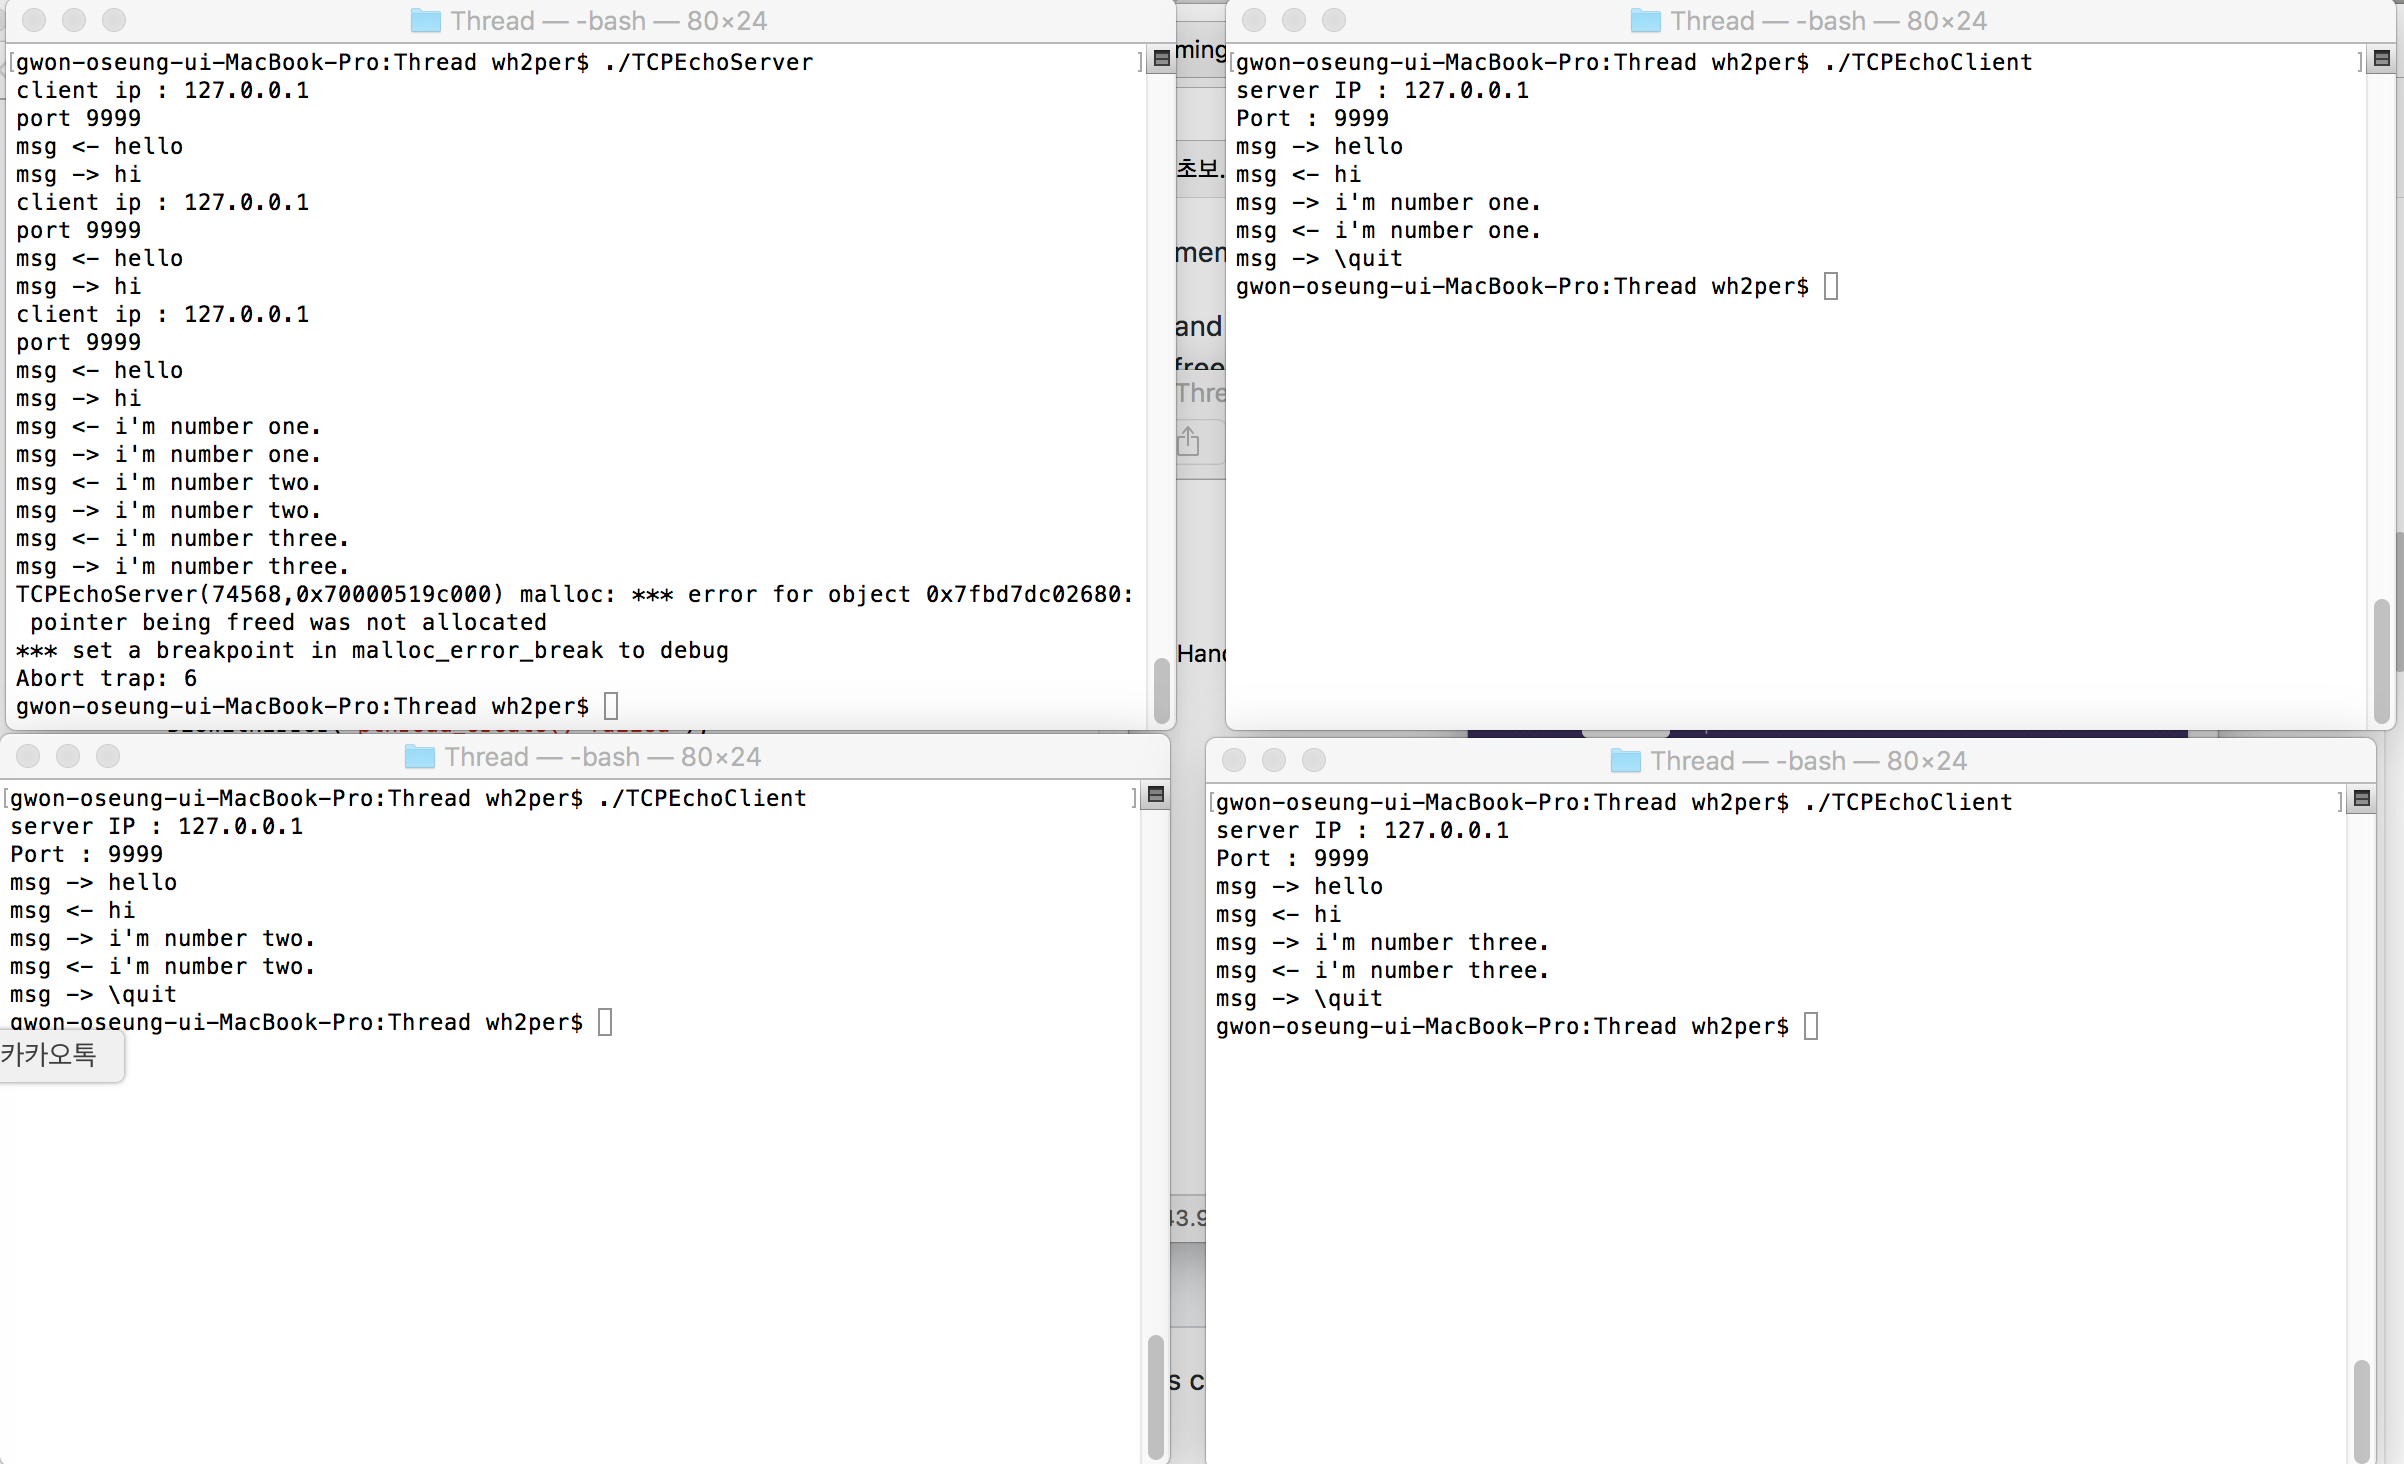 Thread — -bash — 80×24
gwon-oseung-ui-MacBook-Pro:Thread wh2per$ ./TCPEchoServer
client ip : 127.0.0.1
port 9999
msg <- hello
msg -> hi
client ip : 127.0.0.1
port 9999
msg <- hello
msg -> hi
client ip : 127.0.0.1
port 9999
msg <- hello
msg -> hi
msg <- i'm number one.
msg -> i'm number one.
msg <- i'm number two.
msg -> i'm number two.
msg <- i'm number three.
msg -> i'm number three.
TCPEchoServer(74568,0x70000519c000) malloc: *** error for object 0x7fbd7dc02680:
 pointer being freed was not allocated
*** set a breakpoint in malloc_error_break to debug
Abort trap: 6
gwon-oseung-ui-MacBook-Pro:Thread wh2per$
ming
초보.
men
and
free
Thre
Hand
Thread — -bash — 80×24
gwon-oseung-ui-MacBook-Pro:Thread wh2per$ ./TCPEchoClient
server IP : 127.0.0.1
Port : 9999
msg -> hello
msg <- hi
msg -> i'm number one.
msg <- i'm number one.
msg -> \quit
gwon-oseung-ui-MacBook-Pro:Thread wh2per$
Thread — -bash — 80×24
gwon-oseung-ui-MacBook-Pro:Thread wh2per$ ./TCPEchoClient
server IP : 127.0.0.1
Port : 9999
msg -> hello
msg <- hi
msg -> i'm number two.
msg <- i'm number two.
msg -> \quit
gwon-oseung-ui-MacBook-Pro:Thread wh2per$
카카오톡
43.9
s c
Thread — -bash — 80×24
gwon-oseung-ui-MacBook-Pro:Thread wh2per$ ./TCPEchoClient
server IP : 127.0.0.1
Port : 9999
msg -> hello
msg <- hi
msg -> i'm number three.
msg <- i'm number three.
msg -> \quit
gwon-oseung-ui-MacBook-Pro:Thread wh2per$